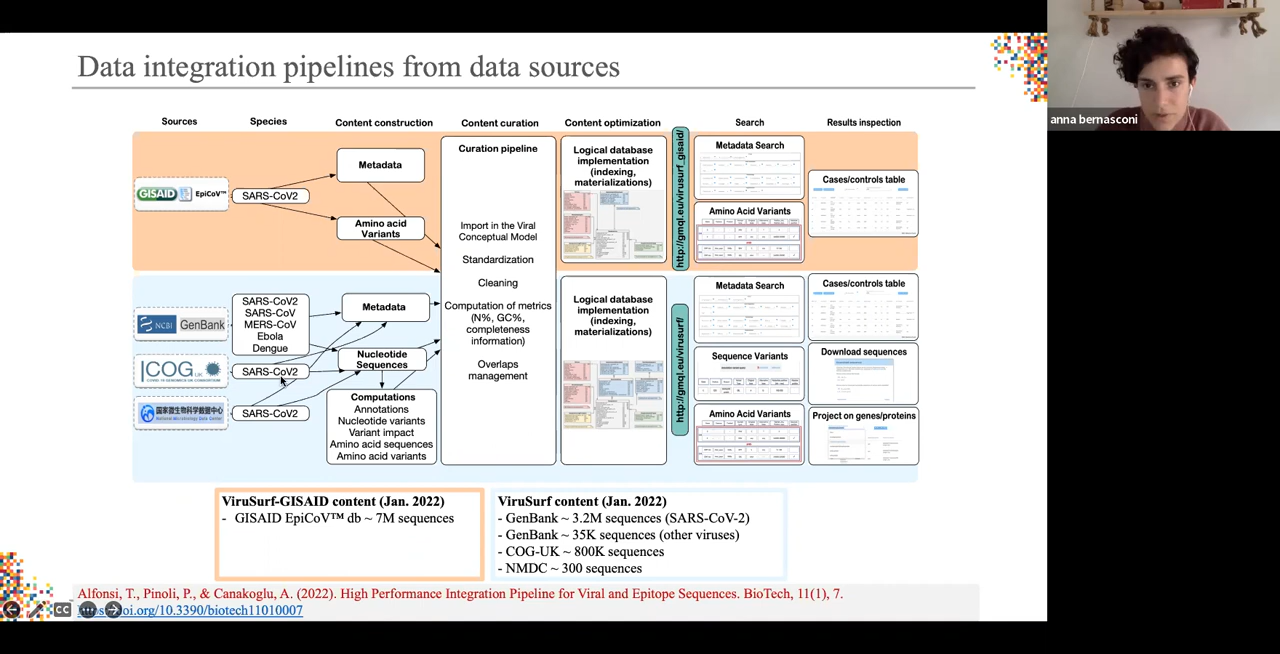 Data integration pipelines from data sources
anna bernasconi
Sources
Species
Content construction
Content curation
Content optimization
Search
Results inspection
GISAID
EpiCoV™
SARS-CoV2
Metadata
Amino acid
Variants
Curation pipeline
Import in the Viral
Conceptual Model
Standardization
Cleaning
Computation of metrics
(N%, GC%,
completeness
information)
Overlaps
management
Logical database
implementation
(indexing,
materializations)
http://gmql.eu/virusurf_gisaid/
Metadata Search
Amino Acid Variants
Cases/controls table
NCBI GenBank
SARS-CoV2
SARS-CoV
MERS-CoV
Ebola
Dengue
COG UK
COVID-19 GENOMICS UK CONSORTIUM
SARS-CoV2
国家微生物科学数据中心
National Microbiology Data Center
SARS-CoV2
Metadata
Nucleotide
Sequences
Computations
Annotations
Nucleotide variants
Variant impact
Amino acid sequences
Amino acid variants
Logical database
implementation
(indexing,
materializations)
http://gmql.eu/virusurf/
Metadata Search
Sequence Variants
Amino Acid Variants
Cases/controls table
Download sequences
Project on genes/proteins
ViruSurf-GISAID content (Jan. 2022)
- GISAID EpiCoV™ db ~ 7M sequences
ViruSurf content (Jan. 2022)
- GenBank ~ 3.2M sequences (SARS-CoV-2)
- GenBank ~ 35K sequences (other viruses)
- COG-UK ~ 800K sequences
- NMDC ~ 300 sequences
Alfonsi, T., Pinoli, P., & Canakoglu, A. (2022). High Performance Integration Pipeline for Viral and Epitope Sequences. BioTech, 11(1), 7.
oi.org/10.3390/biotech11010007
CC